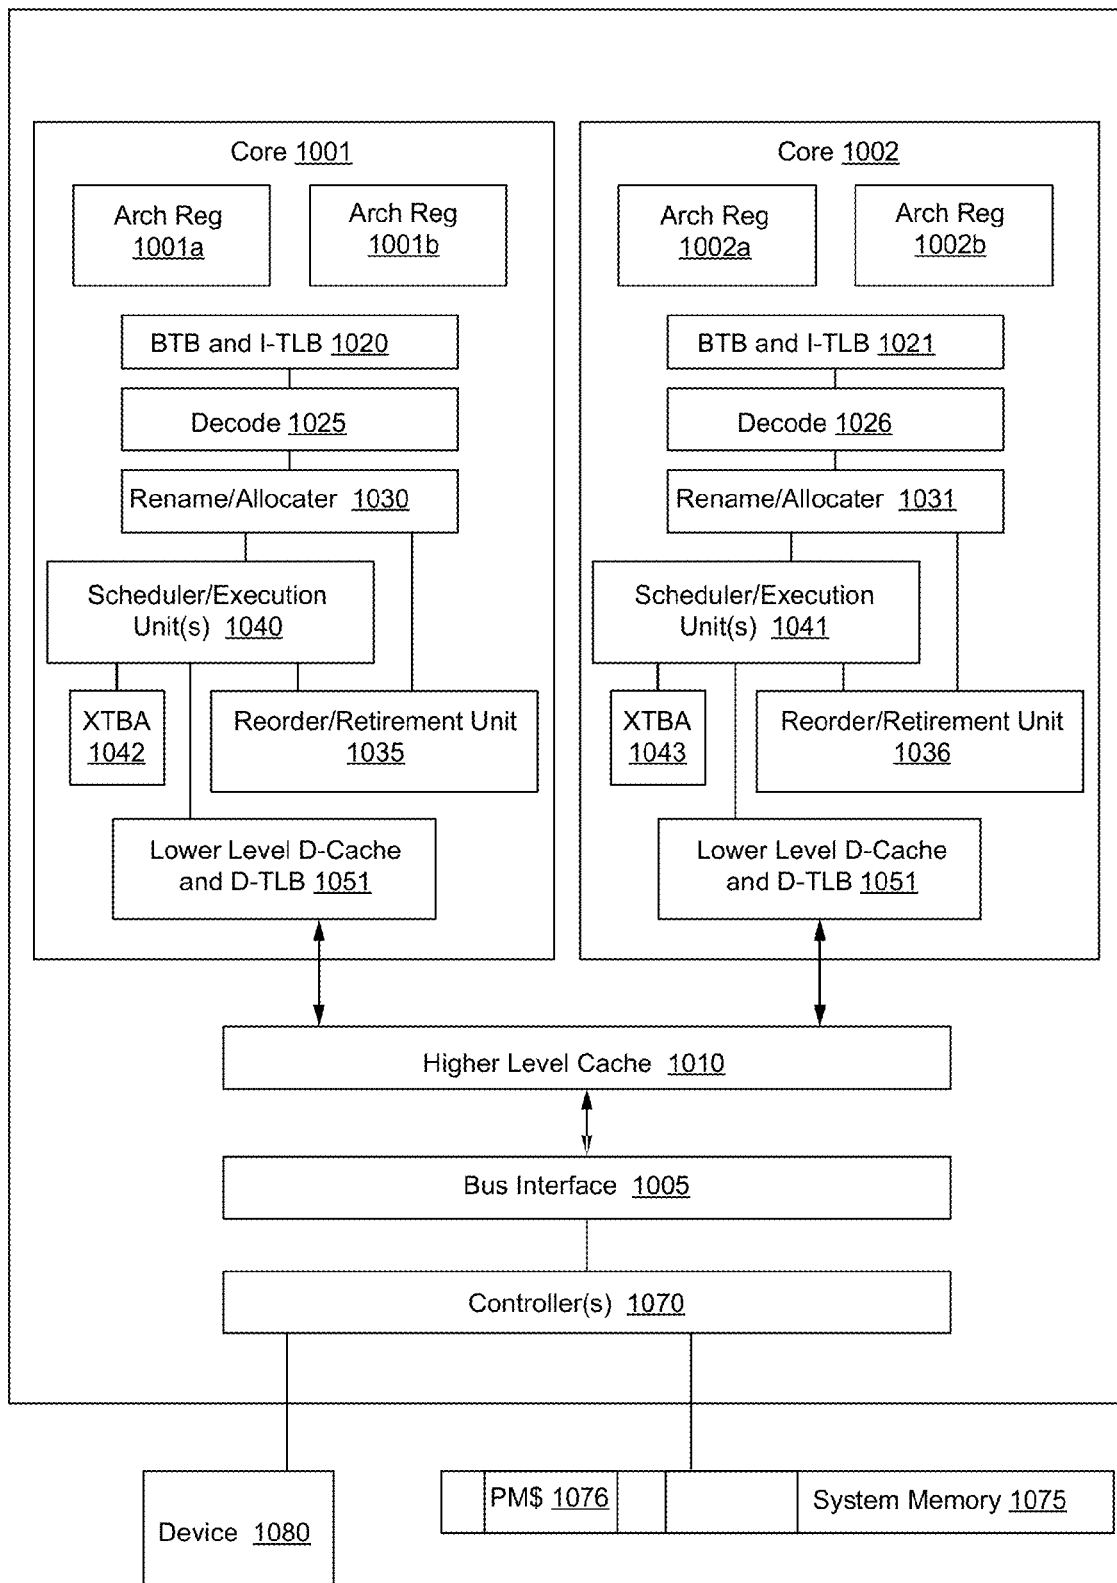 Core 1001
Arch Reg
1001a
Arch Reg
1001b
BTB and I-TLB 1020
Decode 1025
Rename/Allocater 1030
Scheduler/Execution
Unit(s) 1040
XTBA
1042
Reorder/Retirement Unit
1035
Lower Level D-Cache
and D-TLB 1051
Core 1002
Arch Reg
1002a
Arch Reg
1002b
BTB and I-TLB 1021
Decode 1026
Rename/Allocater 1031
Scheduler/Execution
Unit(s) 1041
XTBA
1043
Reorder/Retirement Unit
1036
Lower Level D-Cache
and D-TLB 1051
Higher Level Cache 1010
Bus Interface 1005
Controller(s) 1070
Device 1080
PM$ 1076
System Memory 1075